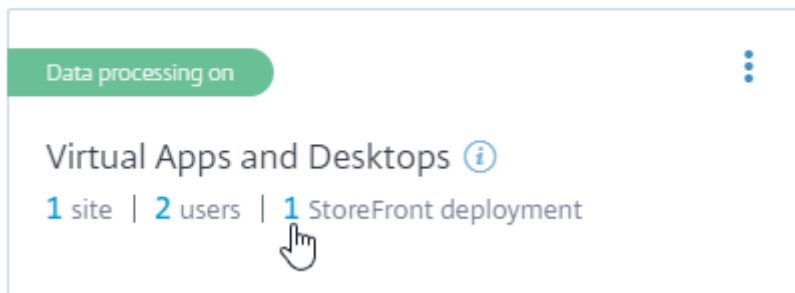 Data processing on
Virtual Apps and Desktops i
1 site | 2 users | 1 StoreFront deployment